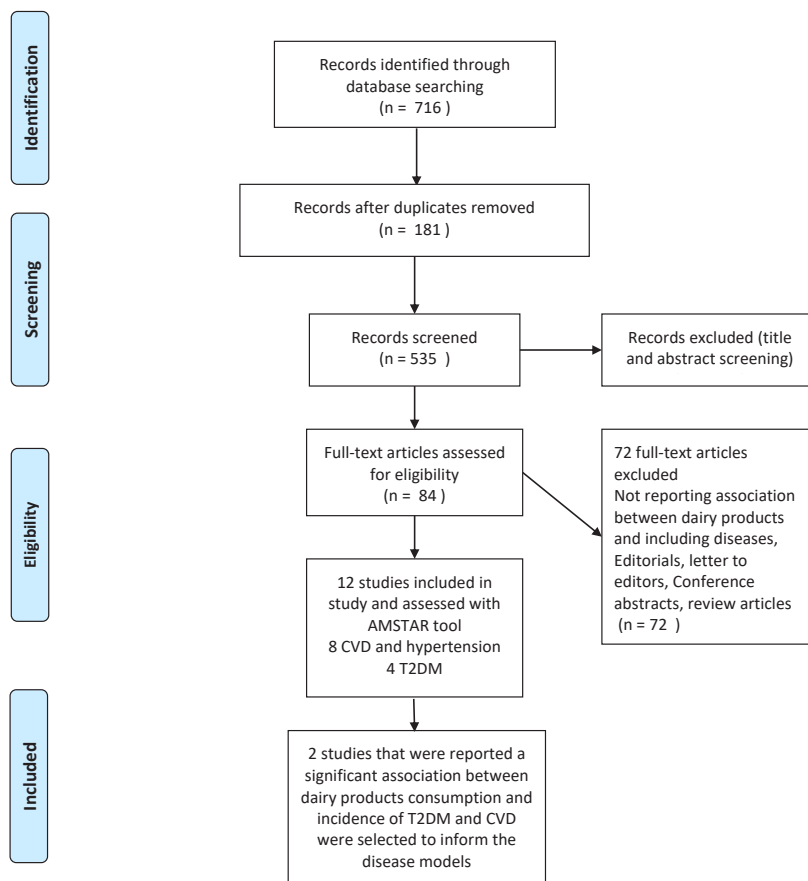 Identification
Records identified through
database searching
(n = 716 )
Records after duplicates removed
(n = 181 )
Screening
Records screened
(n = 535 )
Records excluded (title
and abstract screening)
Eligibility
Full-text articles assessed
for eligibility
(n = 84 )
72 full-text articles
excluded
Not reporting association
between dairy products
and including diseases,
Editorials, letter to
editors, Conference
abstracts, review articles
(n = 72 )
12 studies included in
study and assessed with
AMSTAR tool
8 CVD and hypertension
4 T2DM
Included
2 studies that were reported a
significant association between
dairy products consumption and
incidence of T2DM and CVD
were selected to inform the
disease models